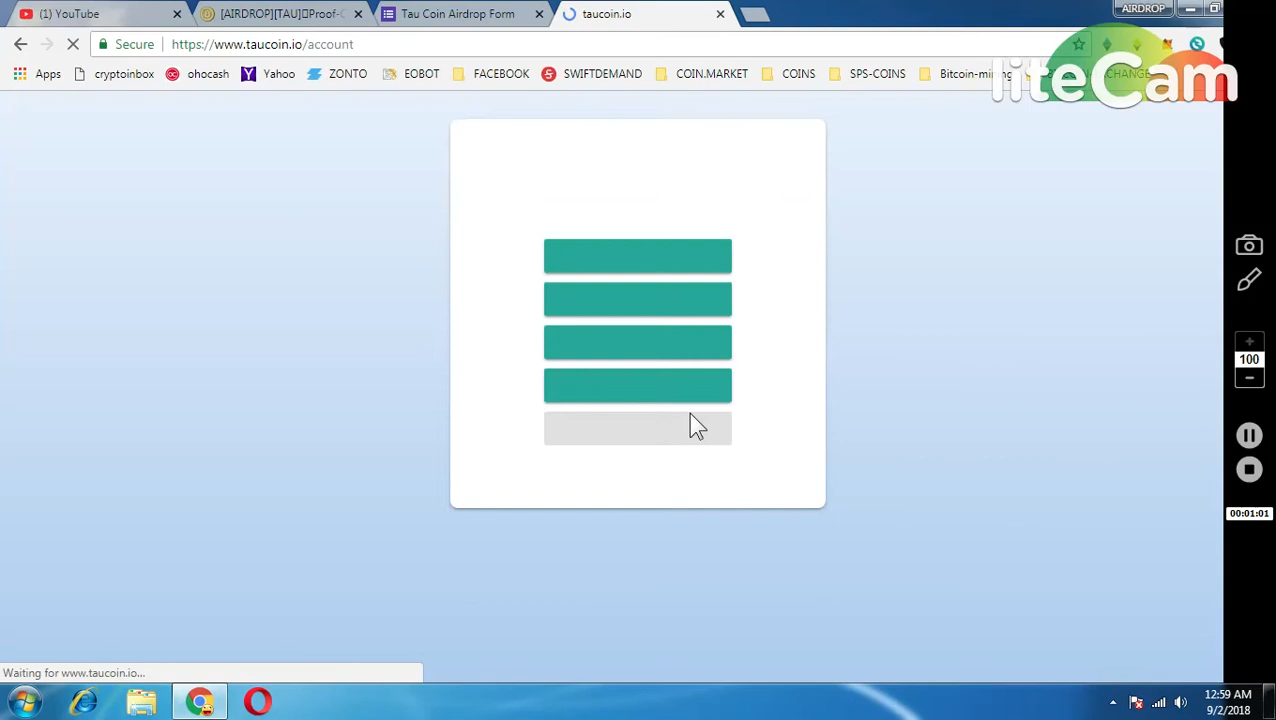 (1) YouTube
[AIRDROP][TAU]▯Proof-C
Tau Coin Airdrop Form
taucoin.io
AIRDROP
Secure
https://www.taucoin.io/account
Apps
cryptoinbox
ohocash
Yahoo
ZONTO
EOBOT
FACEBOOK
SWIFTDEMAND
COIN.MARKET
COINS
SPS-COINS
Bitcoin-mining
liteCam
100
00:01:01
Waiting for www.taucoin.io...
12:59 AM
9/2/2018